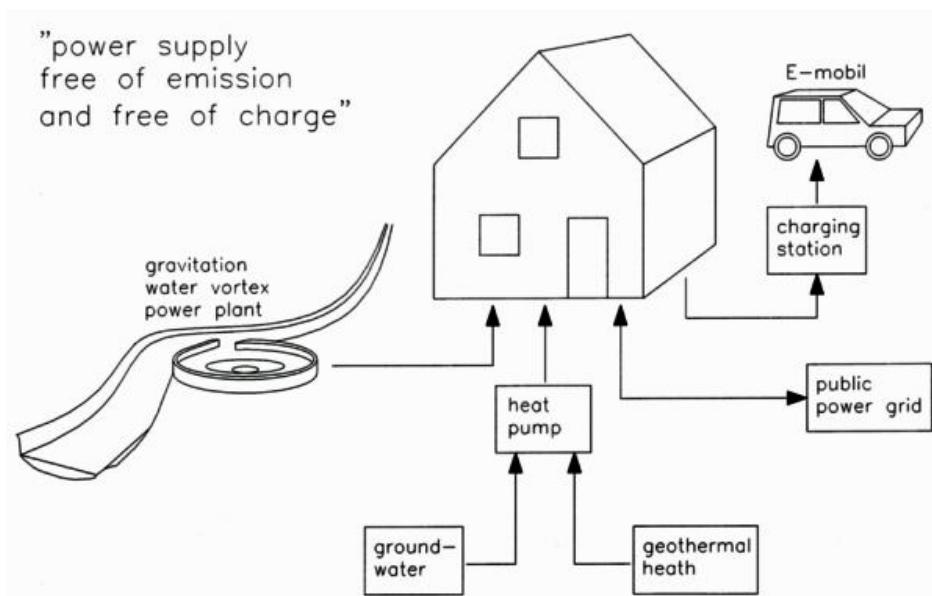 "power supply
free of emission
and free of charge"
E-mobil
charging
station
gravitation
water vortex
power plant
public
power grid
heat
pump
ground-
water
geothermal
heath